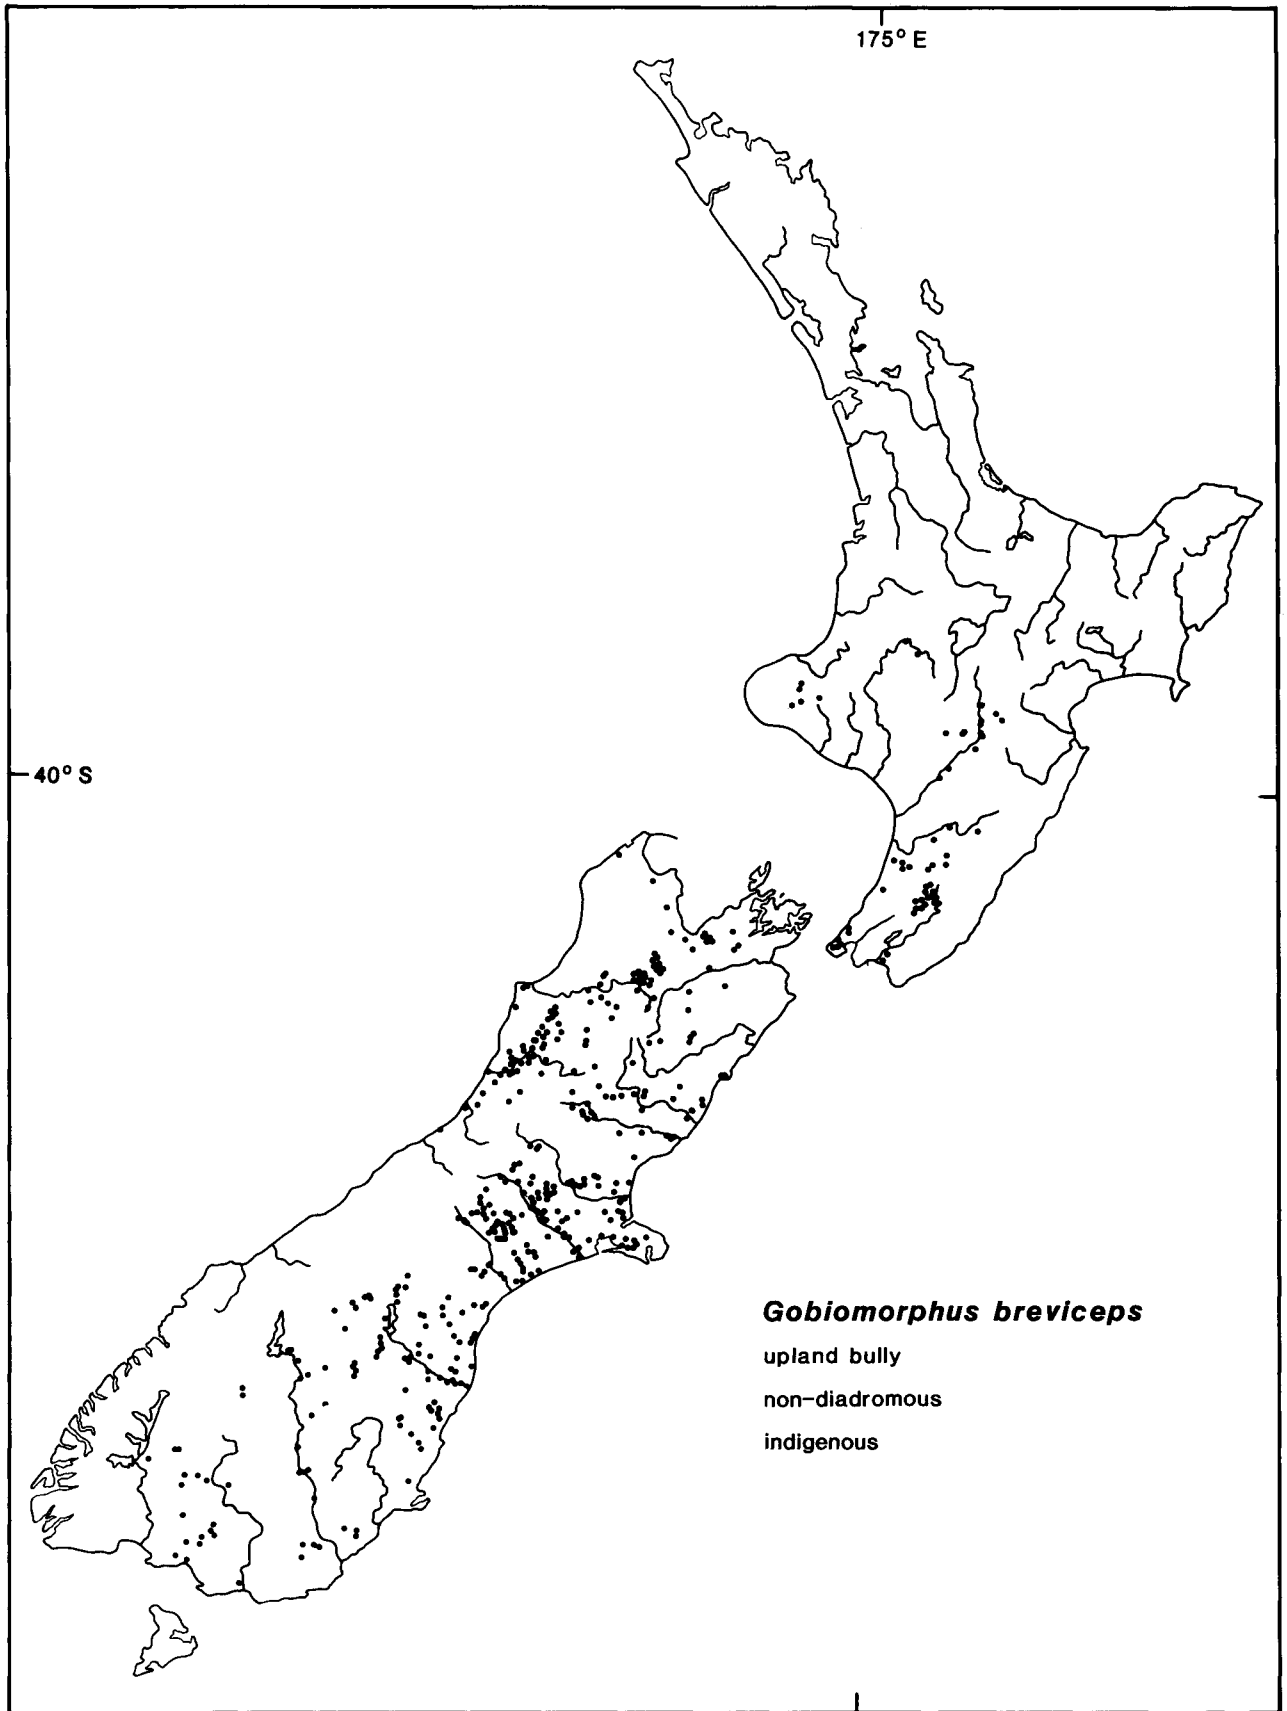 175° E
40° S
Gobiomorphus breviceps
upland bully
non-diadromous
indigenous